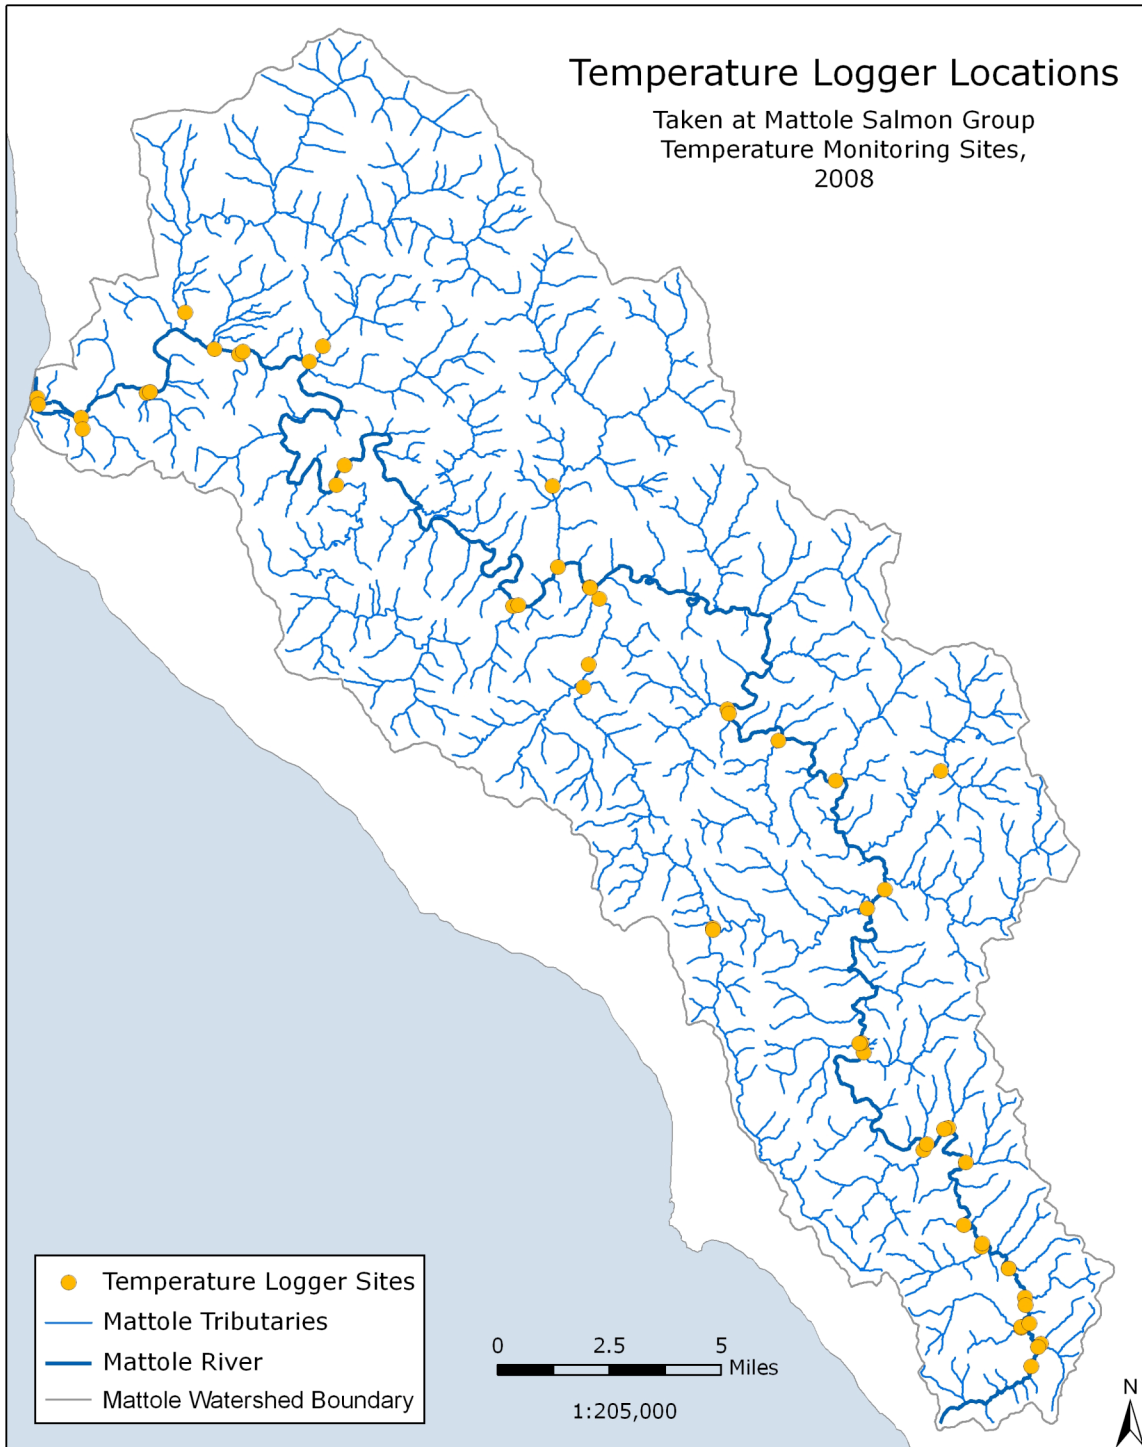 Temperature Logger Locations
Taken at Mattole Salmon Group
Temperature Monitoring Sites,
2008
Temperature Logger Sites
Mattole Tributaries
Mattole River
Mattole Watershed Boundary
0 2.5 5
Miles
1:205,000
N